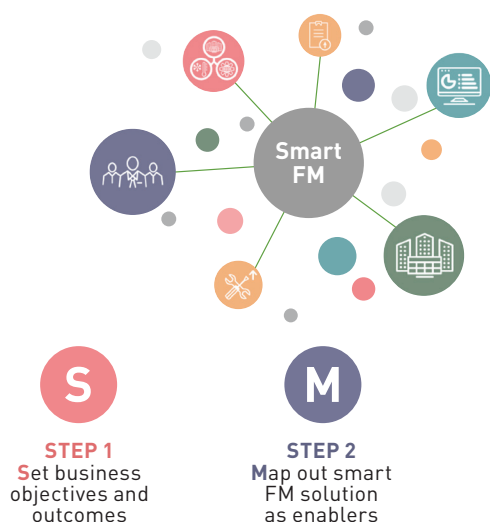 Smart
FM
S
STEP 1
Set business
objectives and
outcomes
M
STEP 2
Map out smart
FM solution
as enablers